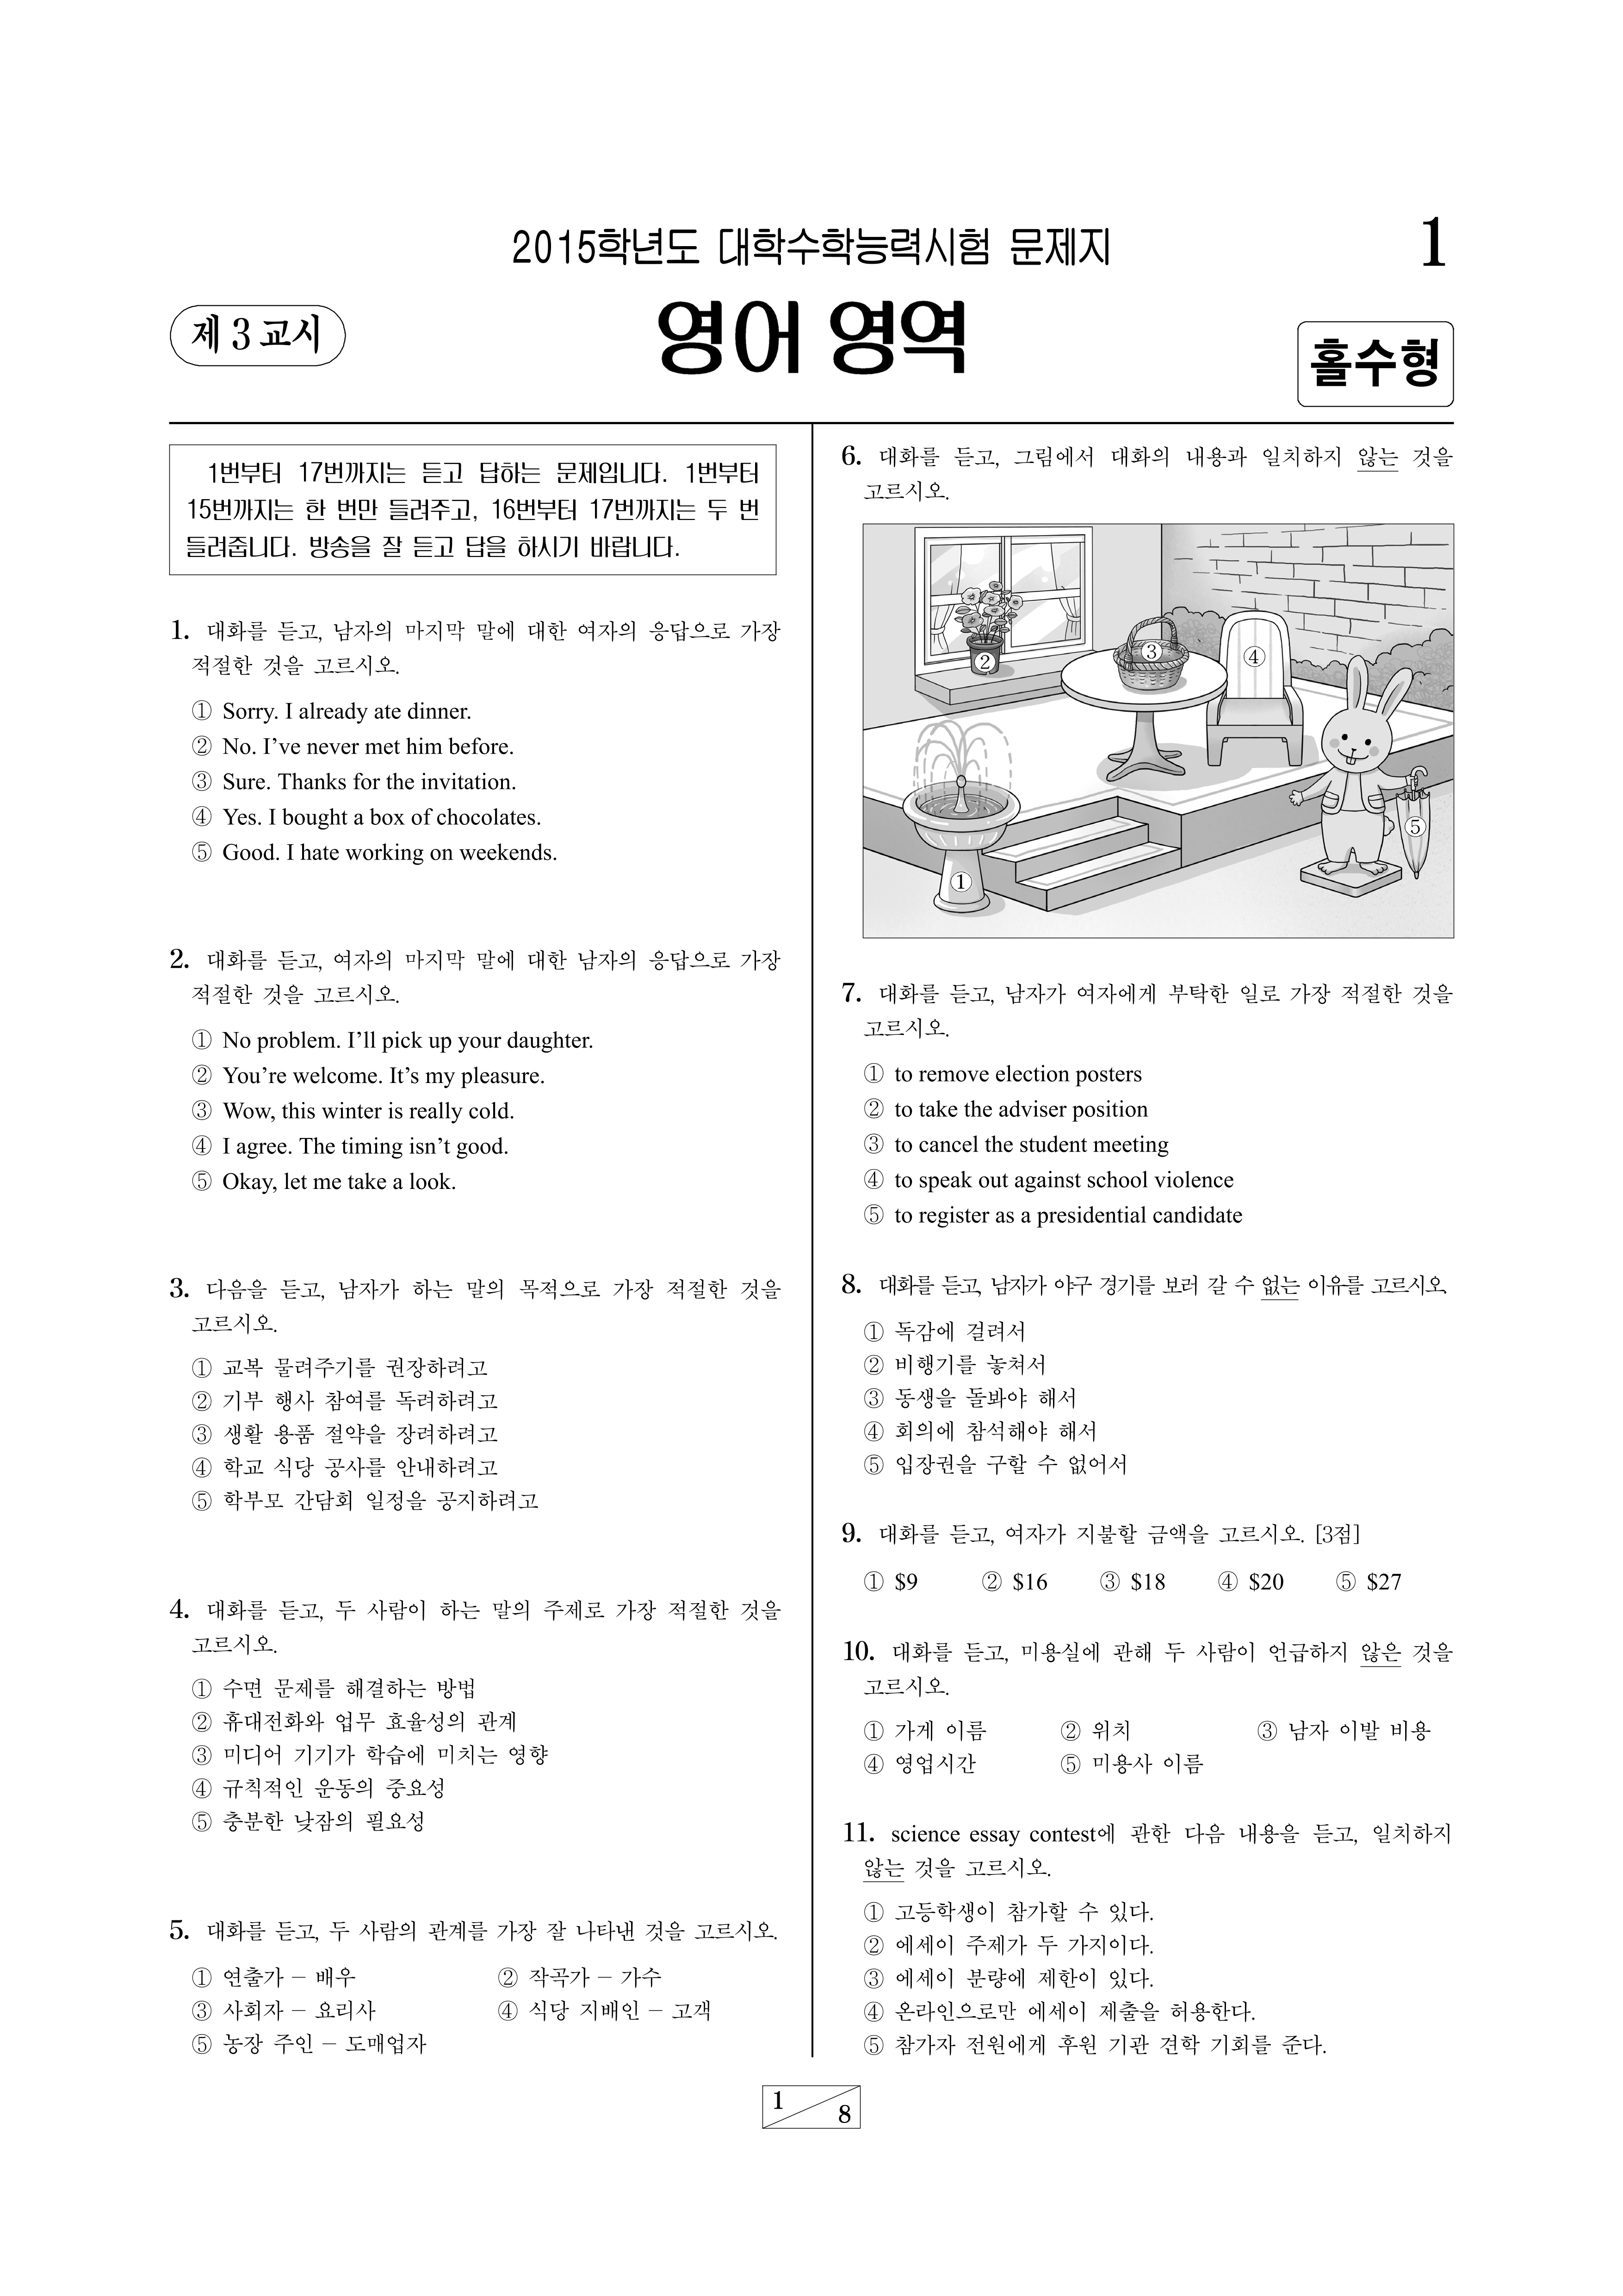 2015학년도 대학수학능력시험 문제지
1
제 3 교시
영어 영역
홀수형
1번부터 17번까지는 듣고 답하는 문제입니다. 1번부터
15번까지는 한 번만 들려주고, 16번부터 17번까지는 두 번
들려줍니다. 방송을 잘 듣고 답을 하시기 바랍니다.
1. 대화를 듣고, 남자의 마지막 말에 대한 여자의 응답으로 가장
적절한 것을 고르시오.
① Sorry. I already ate dinner.
② No. I’ve never met him before.
③ Sure. Thanks for the invitation.
④ Yes. I bought a box of chocolates.
⑤ Good. I hate working on weekends.
2. 대화를 듣고, 여자의 마지막 말에 대한 남자의 응답으로 가장
적절한 것을 고르시오.
① No problem. I’ll pick up your daughter.
② You’re welcome. It’s my pleasure.
③ Wow, this winter is really cold.
④ I agree. The timing isn’t good.
⑤ Okay, let me take a look.
3. 다음을 듣고, 남자가 하는 말의 목적으로 가장 적절한 것을
고르시오.
① 교복 물려주기를 권장하려고
② 기부 행사 참여를 독려하려고
③ 생활 용품 절약을 장려하려고
④ 학교 식당 공사를 안내하려고
⑤ 학부모 간담회 일정을 공지하려고
4. 대화를 듣고, 두 사람이 하는 말의 주제로 가장 적절한 것을
고르시오.
① 수면 문제를 해결하는 방법
② 휴대전화와 업무 효율성의 관계
③ 미디어 기기가 학습에 미치는 영향
④ 규칙적인 운동의 중요성
⑤ 충분한 낮잠의 필요성
5. 대화를 듣고, 두 사람의 관계를 가장 잘 나타낸 것을 고르시오.
① 연출가 – 배우 ② 작곡가 – 가수
③ 사회자 – 요리사 ④ 식당 지배인 – 고객
⑤ 농장 주인 – 도매업자
6. 대화를 듣고, 그림에서 대화의 내용과 일치하지 않는 것을
고르시오.
②
③
④
①
⑤
7. 대화를 듣고, 남자가 여자에게 부탁한 일로 가장 적절한 것을
고르시오.
① to remove election posters
② to take the adviser position
③ to cancel the student meeting
④ to speak out against school violence
⑤ to register as a presidential candidate
8. 대화를 듣고, 남자가 야구 경기를 보러 갈 수 없는 이유를 고르시오.
① 독감에 걸려서
② 비행기를 놓쳐서
③ 동생을 돌봐야 해서
④ 회의에 참석해야 해서
⑤ 입장권을 구할 수 없어서
9. 대화를 듣고, 여자가 지불할 금액을 고르시오. [3점]
① $9 ② $16 ③ $18 ④ $20 ⑤ $27
10. 대화를 듣고, 미용실에 관해 두 사람이 언급하지 않은 것을
고르시오.
① 가게 이름 ② 위치 ③ 남자 이발 비용
④ 영업시간 ⑤ 미용사 이름
11. science essay contest에 관한 다음 내용을 듣고, 일치하지
않는 것을 고르시오.
① 고등학생이 참가할 수 있다.
② 에세이 주제가 두 가지이다.
③ 에세이 분량에 제한이 있다.
④ 온라인으로만 에세이 제출을 허용한다.
⑤ 참가자 전원에게 후원 기관 견학 기회를 준다.
1
8